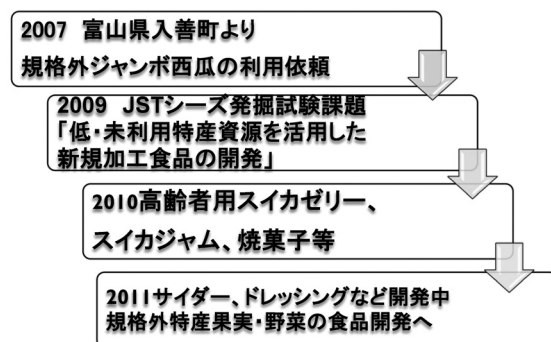 2007 富山県入善町より
規格外ジャンボ西瓜の利用依頼
2009 JSTシーズ発掘試験課題
「低・未利用特産資源を活用した
新規加工食品の開発」
2010高齢者用スイカゼリー、
スイカジャム、焼菓子等
2011サイダー、ドレッシングなど開発中
規格外特産果実・野菜の食品開発へ